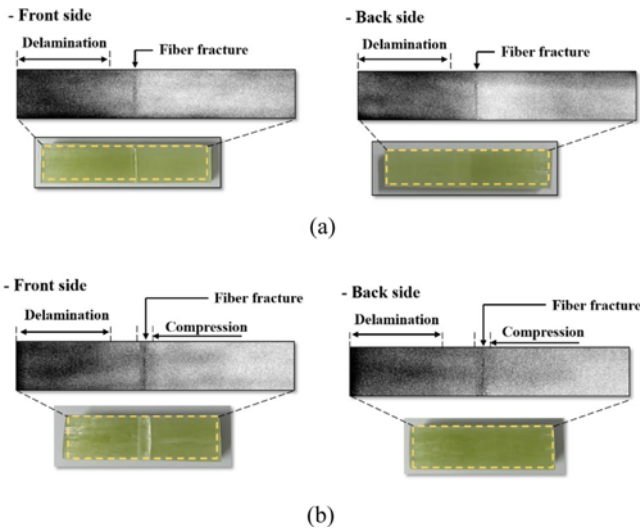 - Front side
Delamination
Fiber fracture
- Back side
Delamination
Fiber fracture
(a)
- Front side
Delamination
Fiber fracture
Compression
- Back side
Delamination
Fiber fracture
Compression
(b)